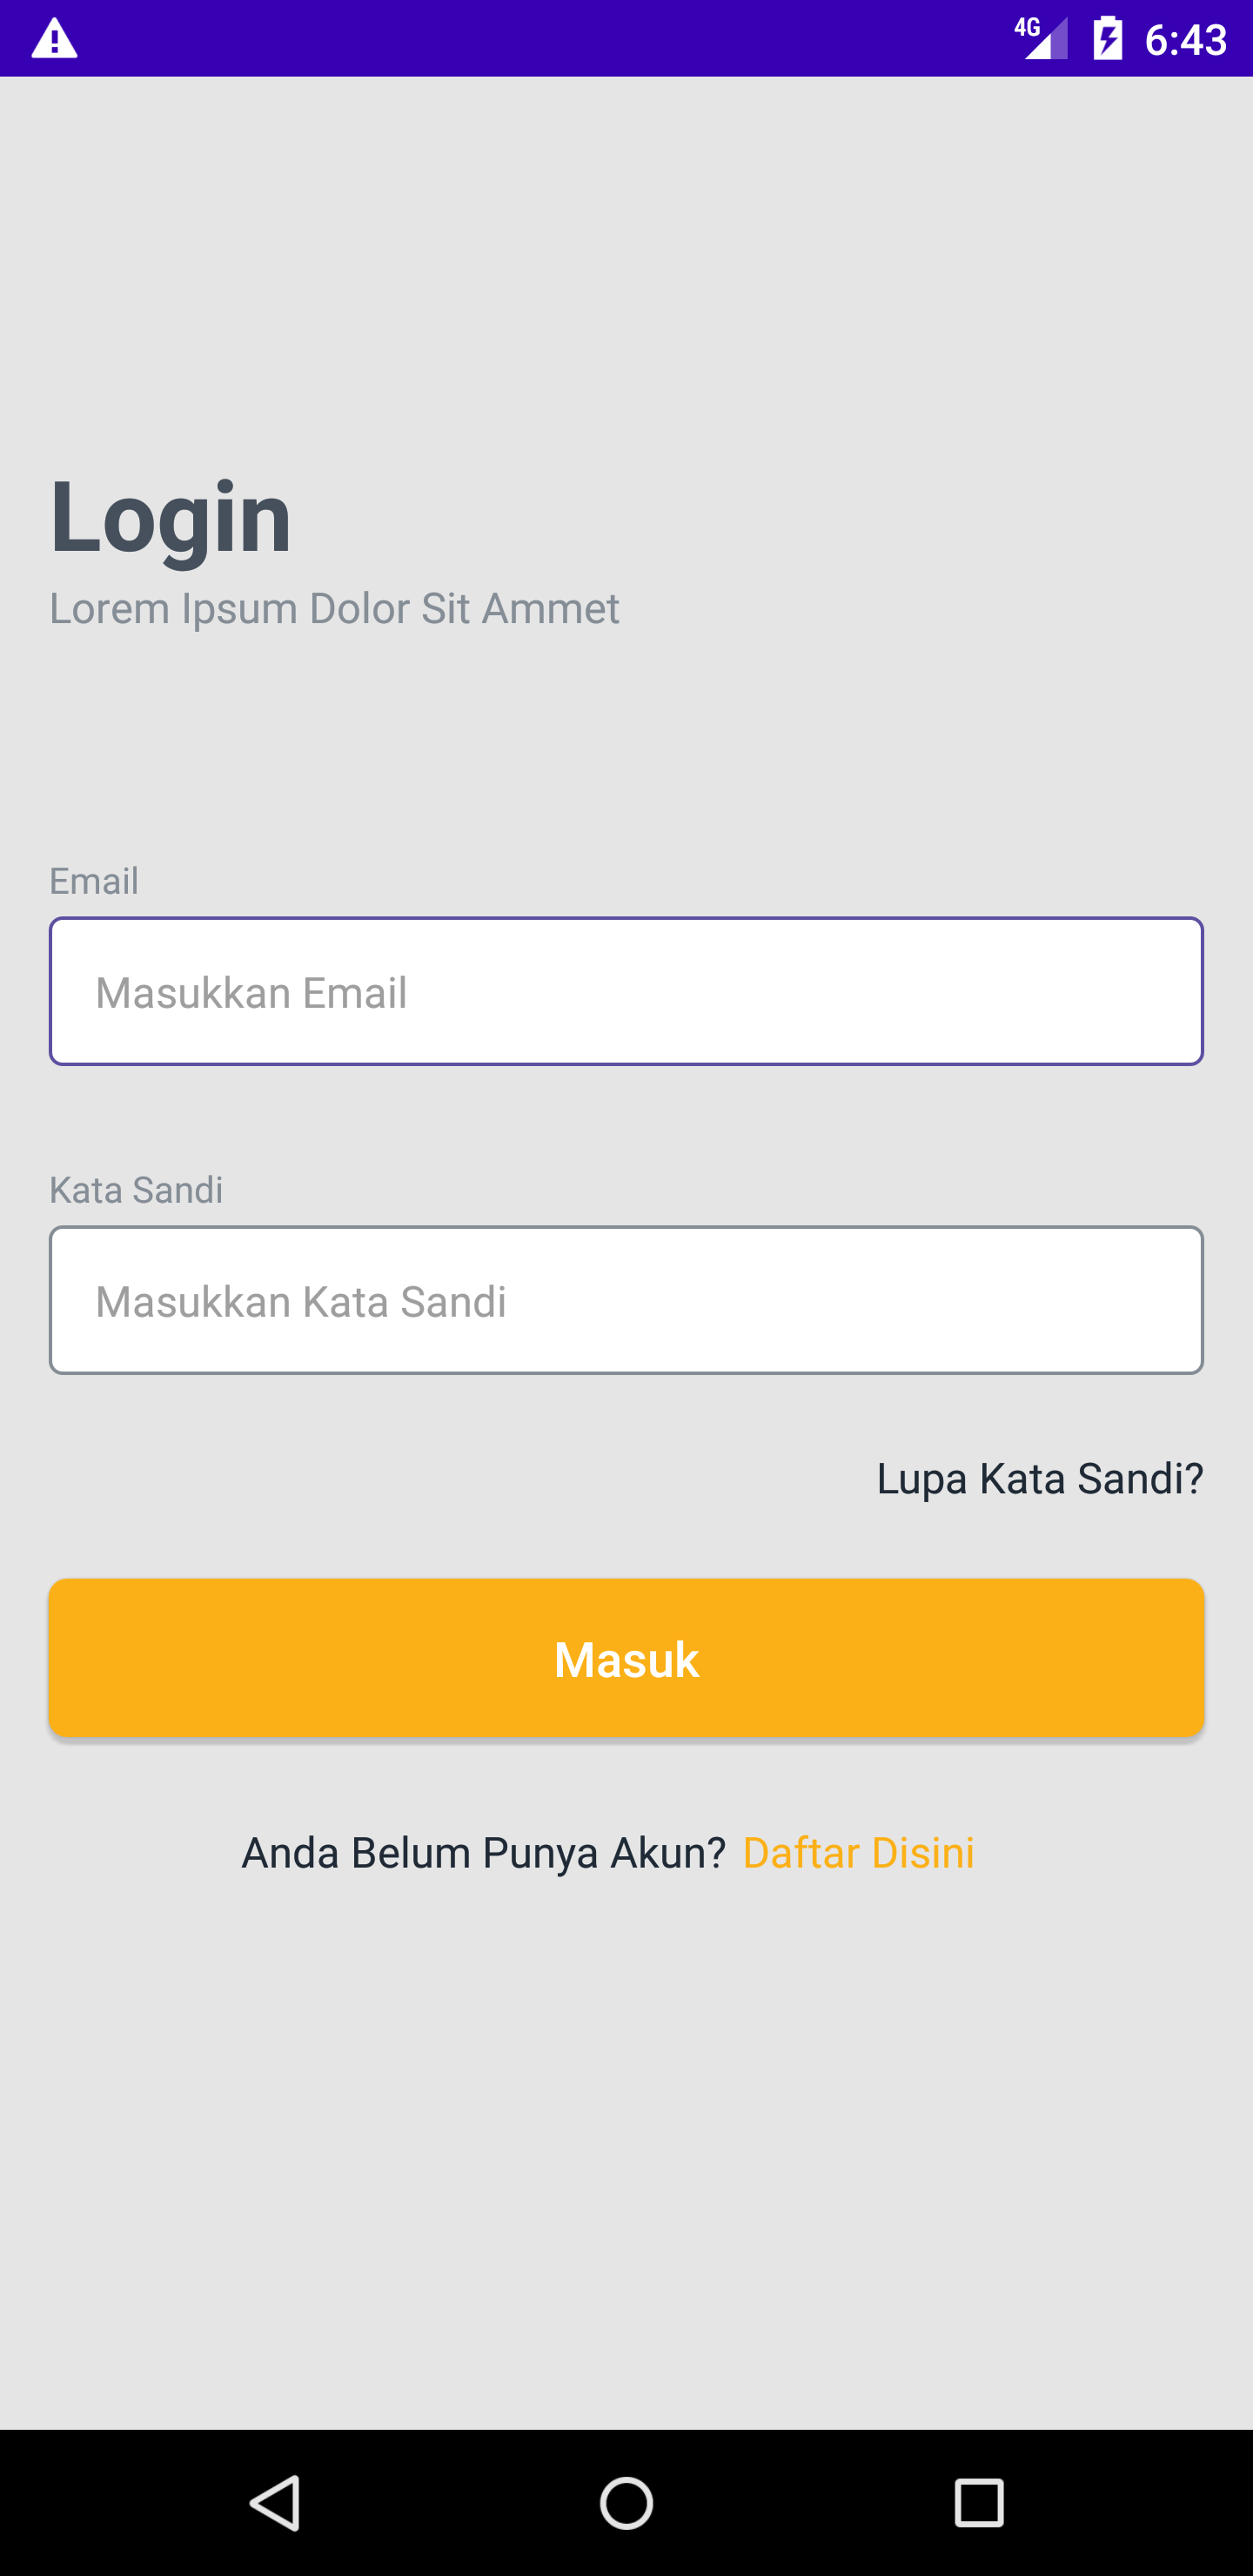 4G 6:43
Login
Lorem Ipsum Dolor Sit Ammet
Email
Masukkan Email
Kata Sandi
Masukkan Kata Sandi
Lupa Kata Sandi?
Masuk
Anda Belum Punya Akun? Daftar Disini